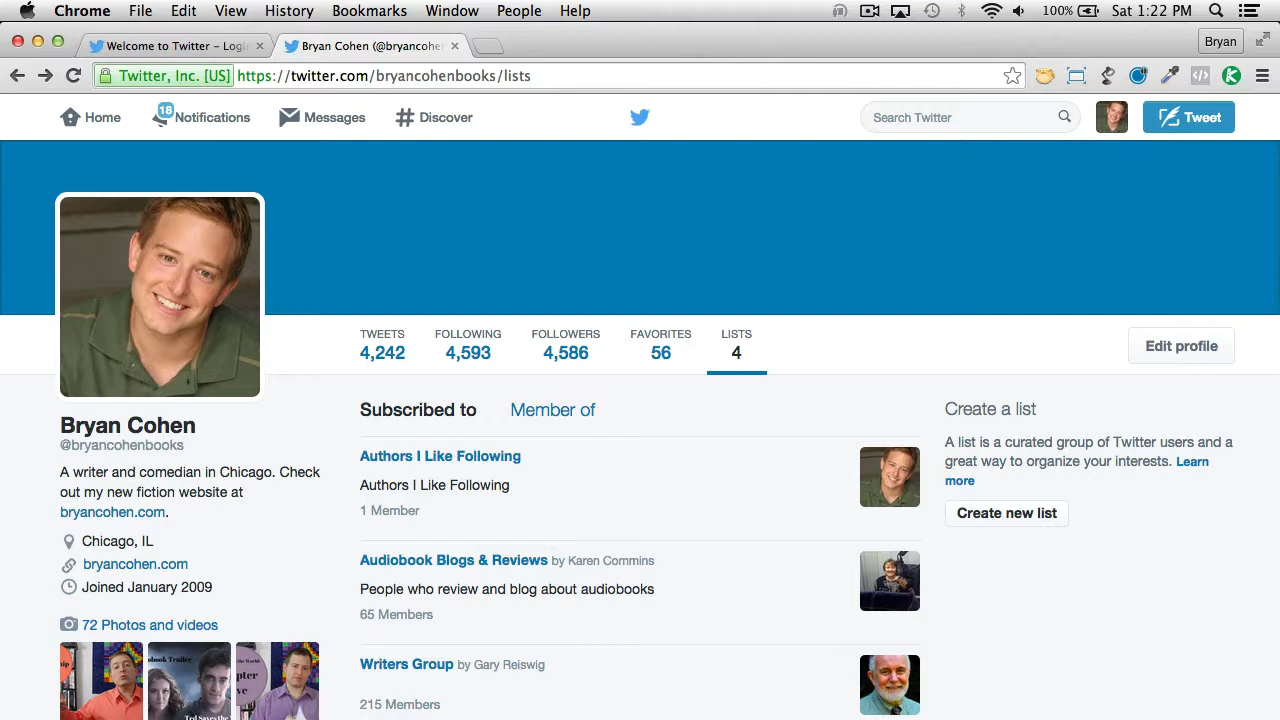 Chrome File Edit View History Bookmarks Window People Help 100% Sat 1:22 PM
Welcome to Twitter - Logi Bryan Cohen (@bryancohe Bryan
Twitter, Inc. [US] https://twitter.com/bryancohenbooks/lists
Home 18 Notifications Messages Discover Search Twitter Tweet
TWEETS FOLLOWING FOLLOWERS FAVORITES LISTS
4,242 4,593 4,586 56 4
Edit profile
Bryan Cohen
@bryancohenbooks
A writer and comedian in Chicago. Check
out my new fiction website at
bryancohen.com.
Chicago, IL
bryancohen.com
Joined January 2009
72 Photos and videos
Subscribed to Member of
Authors I Like Following
Authors I Like Following
1 Member
Audiobook Blogs & Reviews by Karen Commins
People who review and blog about audiobooks
65 Members
Writers Group by Gary Reiswig
215 Members
Create a list
A list is a curated group of Twitter users and a
great way to organize your interests. Learn
more
Create new list